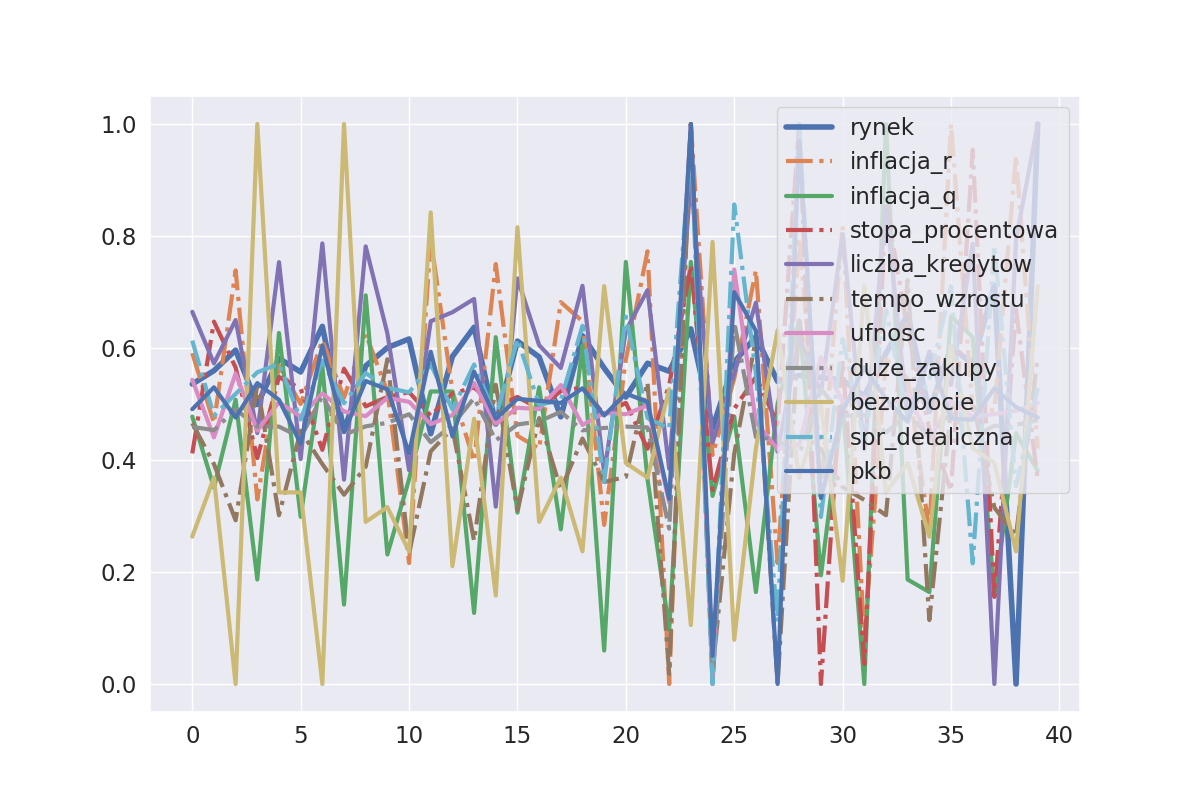 1.0
0.8
0.6
0.4
0.2
0.0
0 5 10 15 20 25 30 35 40
rynek
inflacja_r
inflacja_q
stopa_procentowa
liczba_kredytow
tempo_wzrostu
ufnosc
duze_zakupy
bezrobocie
spr_detaliczna
pkb